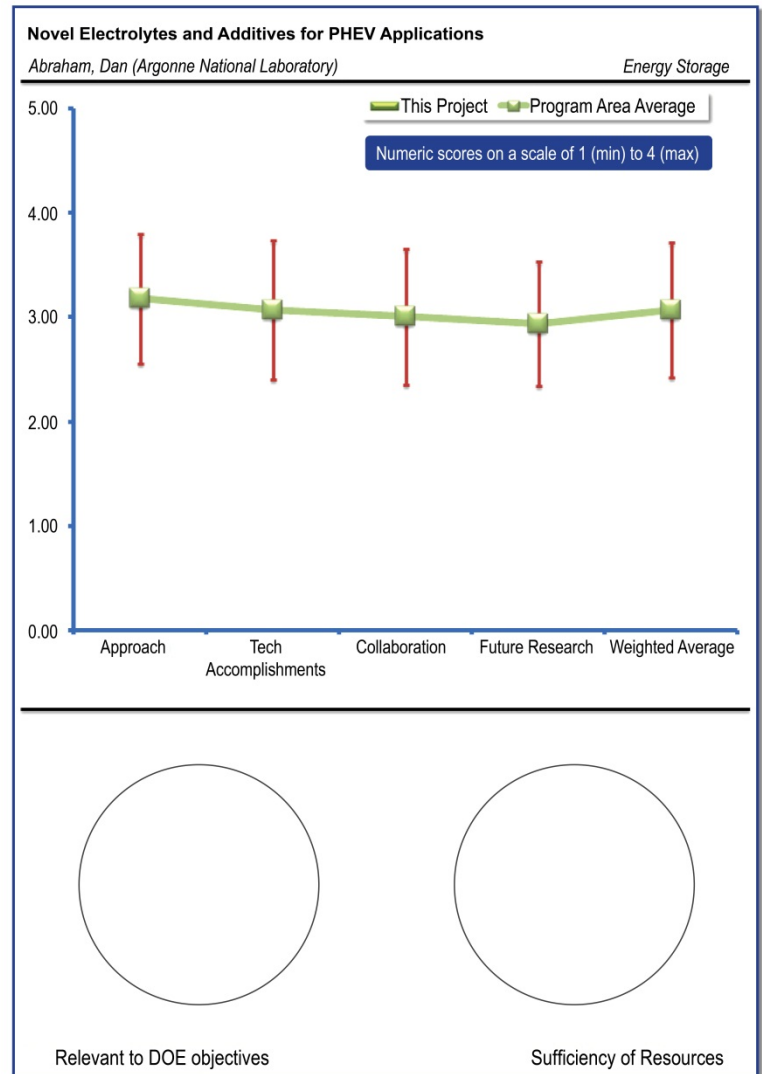 Novel Electrolytes and Additives for PHEV Applications
Abraham, Dan (Argonne National Laboratory) Energy Storage
This Project Program Area Average
Numeric scores on a scale of 1 (min) to 4 (max)
5.00
4.00
3.00
2.00
1.00
0.00
Approach
Tech
Accomplishments
Collaboration
Future Research
Weighted Average
Relevant to DOE objectives
Sufficiency of Resources